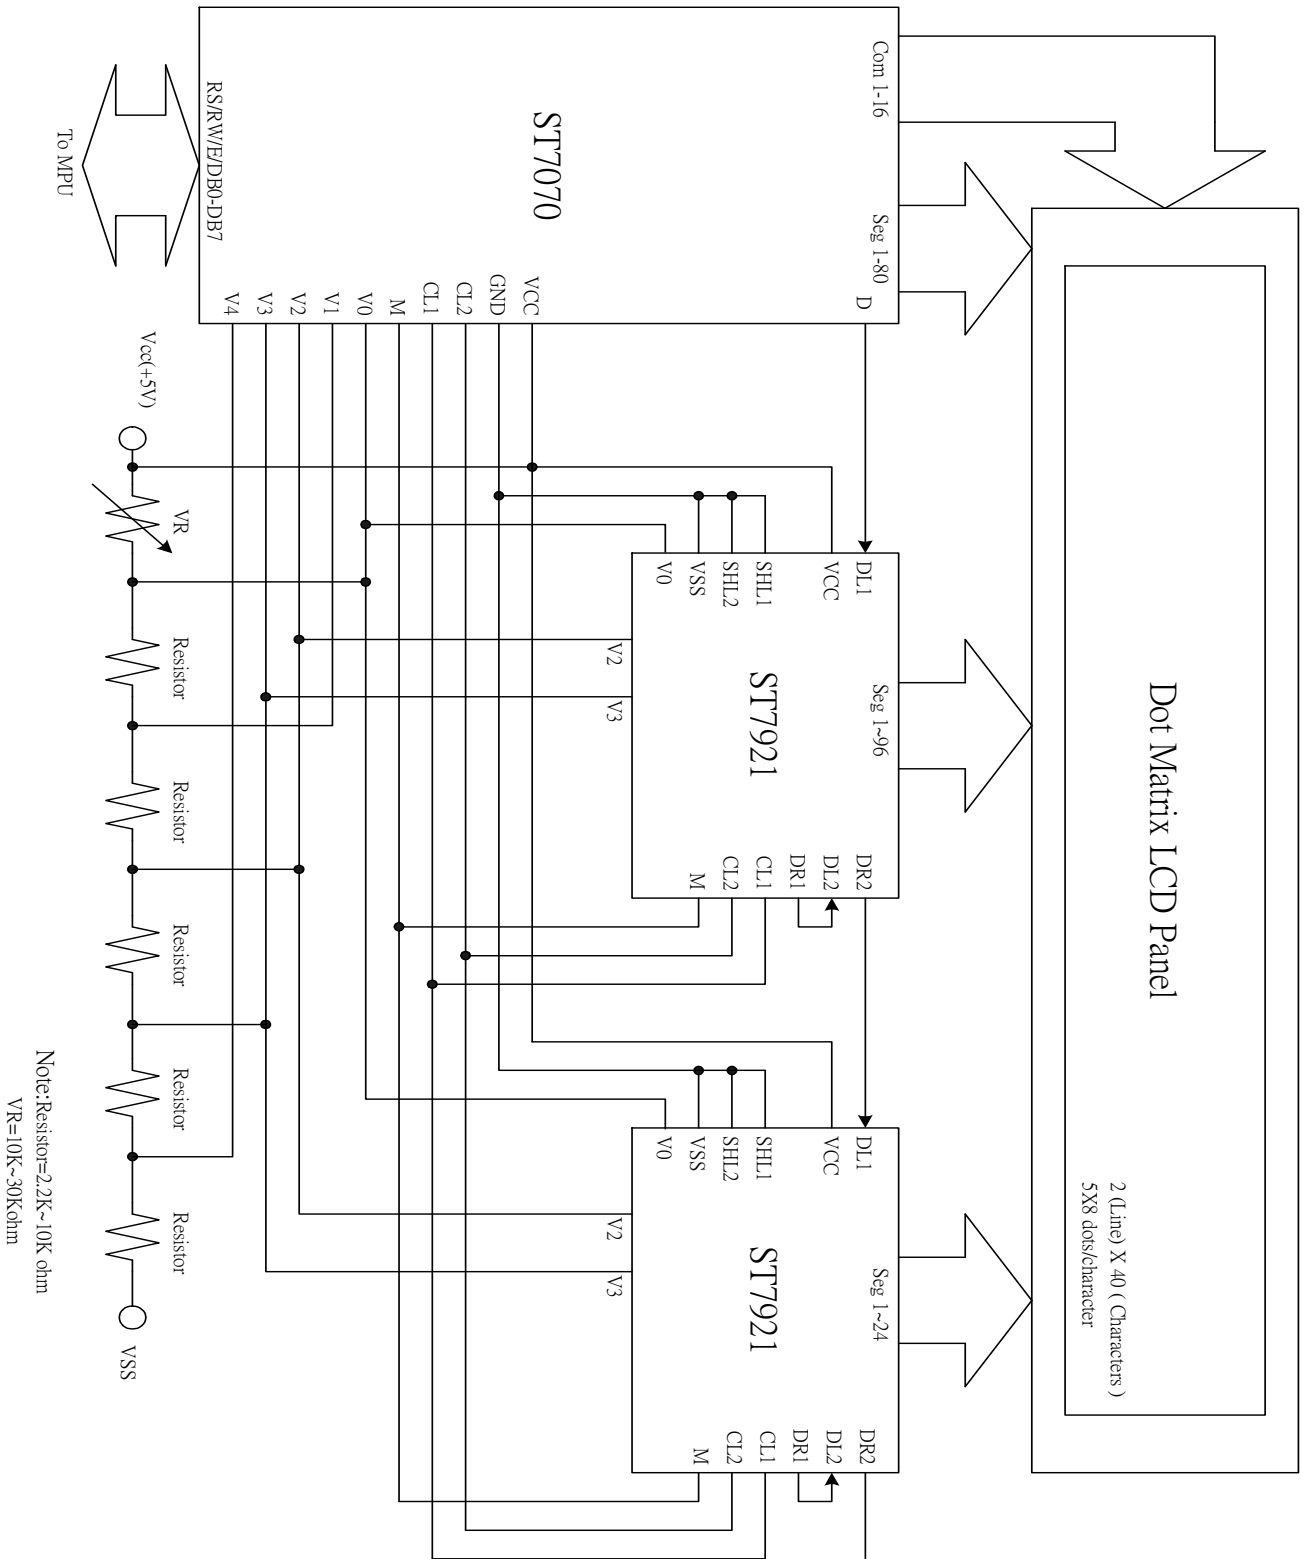 Dot Matrix LCD Panel
2 (Line) X 40 ( Characters )
5X8 dots/character
Com 1-16
Seg 1-80
D
ST7070
RS/RW/E/DB0-DB7
To MPU
VCC
GND
CL2
CL1
M
V0
V1
V2
V3
V4
DL1
VCC
SHL1
SHL2
VSS
V0
Seg 1~96
ST7921
V2
V3
DR2
DL2
DR1
CL1
CL2
M
DL1
VCC
SHL1
SHL2
VSS
V0
Seg 1~24
ST7921
V2
V3
DR2
DL2
DR1
CL1
CL2
M
Vcc(+5V)
VR
Resistor
Resistor
Resistor
Resistor
Resistor
VSS
Note:Resistor=2.2K~10K ohm
VR=10K~30Kohm